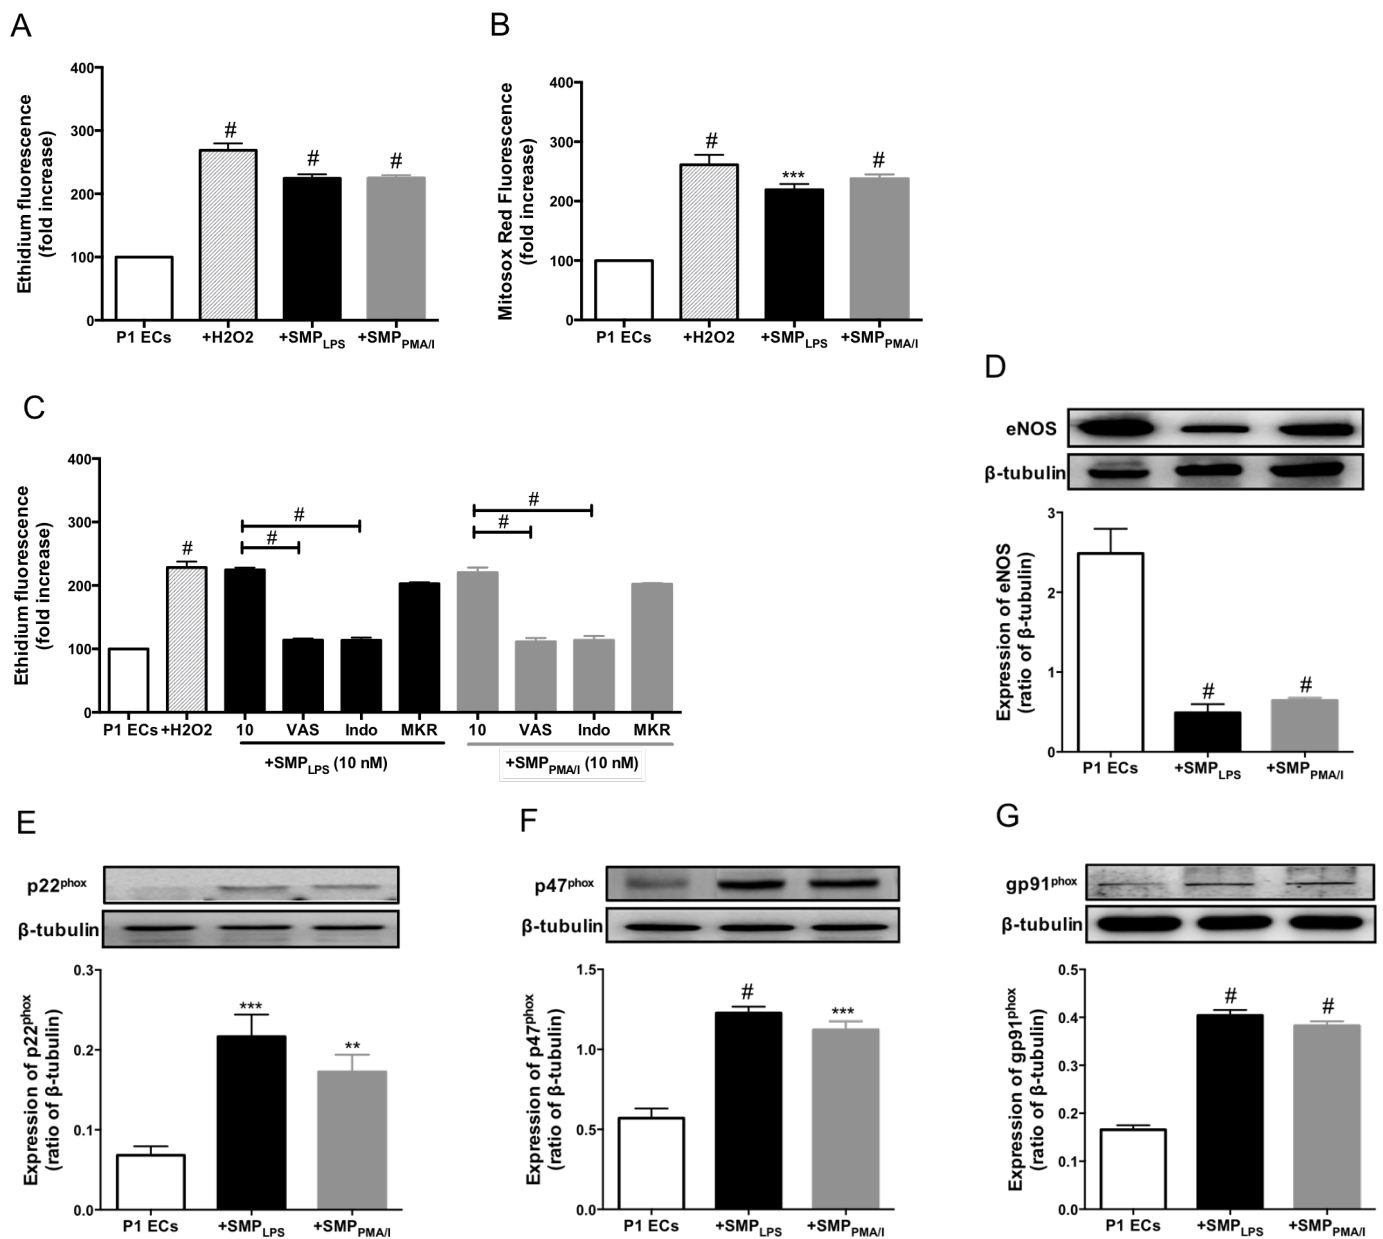 A
Ethidium fluorescence
(fold increase)
400
300
200
100
0
# # #
P1 ECs +H2O2 +SMPLPS +SMPPMA/I
B
Mitosox Red Fluorescence
(fold increase)
400
300
200
100
0
# *** #
P1 ECs +H2O2 +SMPLPS +SMPPMA/I
C
Ethidium fluorescence
(fold increase)
400
300
200
100
0
# # # # #
P1 ECs +H2O2 10 VAS Indo MKR 10 VAS Indo MKR
+SMPLPS (10 nM) +SMPPMA/I (10 nM)
D
eNOS
β-tubulin
Expression of eNOS
(ratio of β-tubulin)
3
2
1
0
# #
P1 ECs +SMPLPS +SMPPMA/I
E
p22phox
β-tubulin
Expression of p22phox
(ratio of β-tubulin)
0.3
0.2
0.1
0.0
*** **
P1 ECs +SMPLPS +SMPPMA/I
F
p47phox
β-tubulin
Expression of p47phox
(ratio of β-tubulin)
1.5
1.0
0.5
0.0
# ***
P1 ECs +SMPLPS +SMPPMA/I
G
gp91phox
β-tubulin
Expression of gp91phox
(ratio of β-tubulin)
0.5
0.4
0.3
0.2
0.1
0.0
# #
P1 ECs +SMPLPS +SMPPMA/I